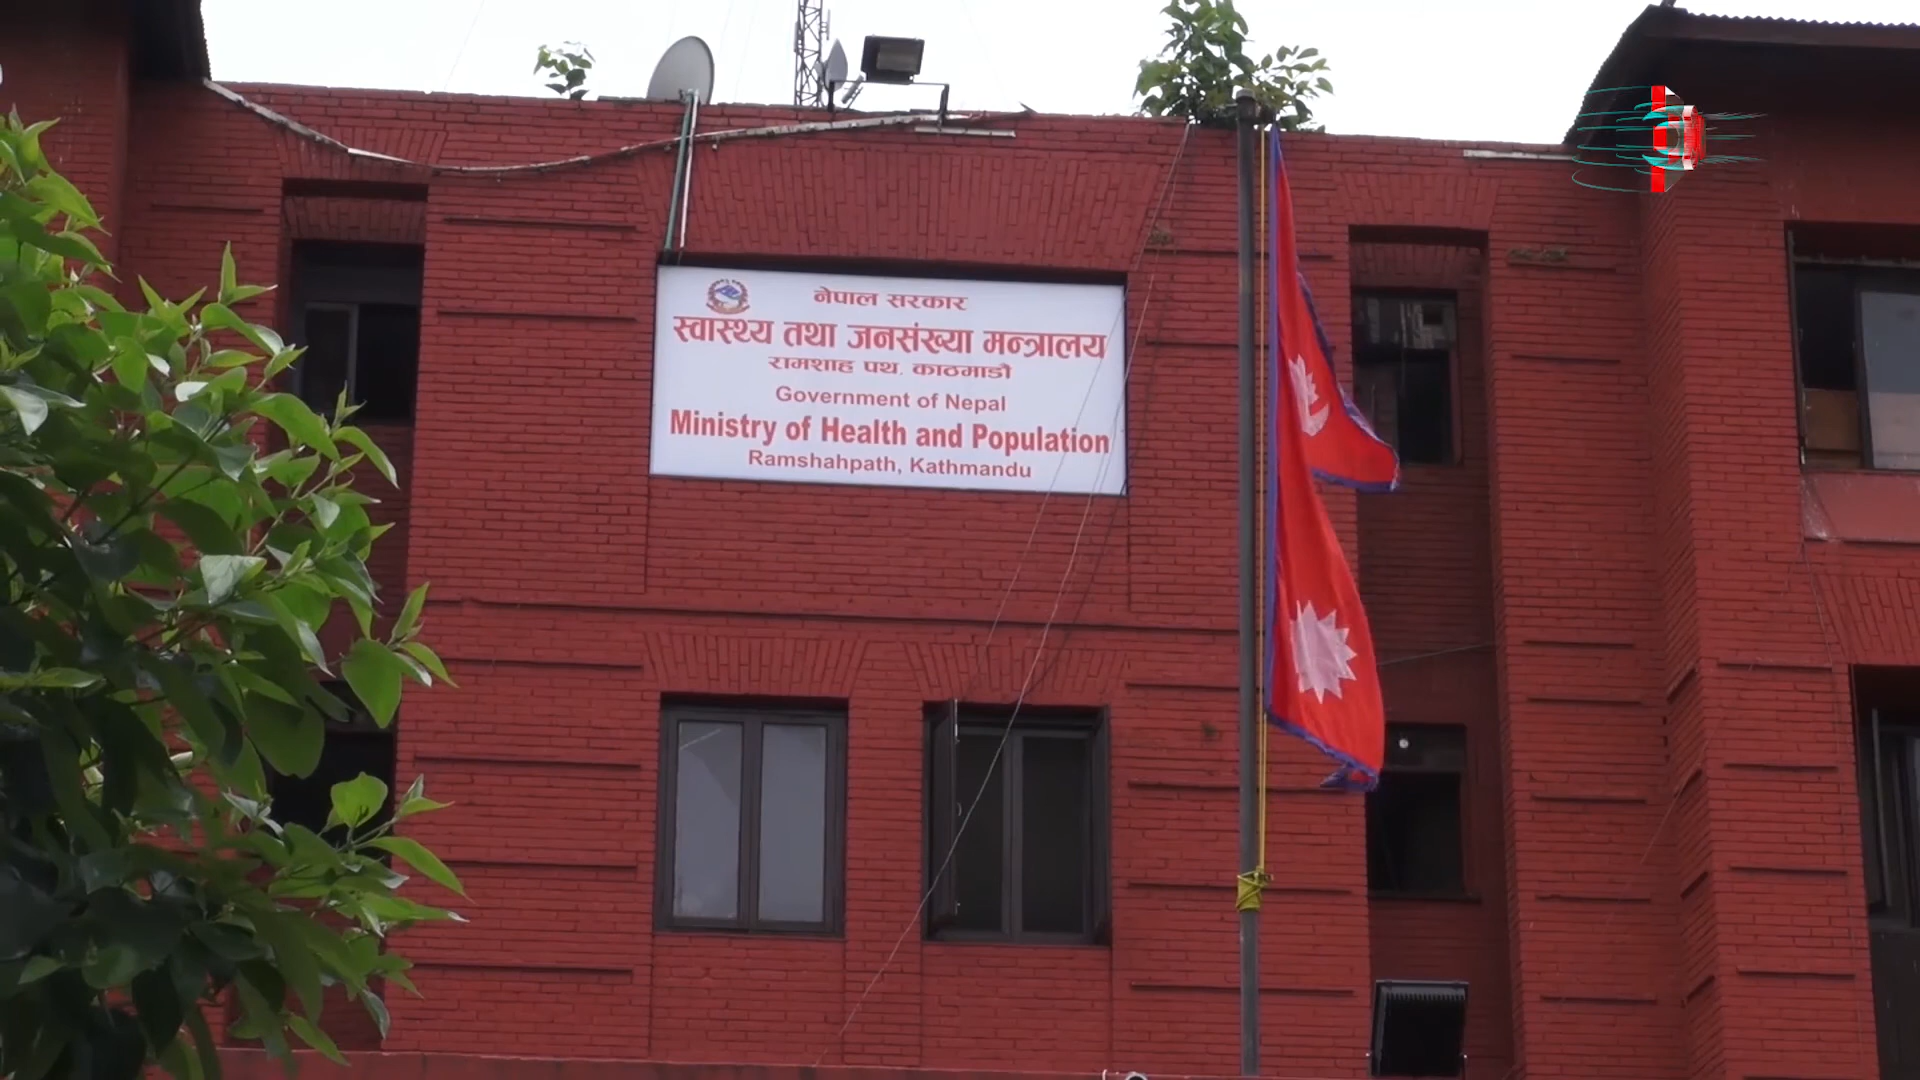 नेपाल सरकार
स्वास्थ्य तथा जनसंख्या मन्त्रालय
रामशाह पथ, काठमाडौं
Government of Nepal
Ministry of Health and Population
Ramshahpath, Kathmandu